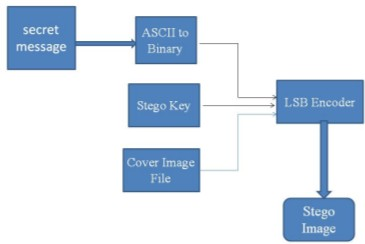 secret
message
ASCII to
Binary
Stego Key
LSB Encoder
Cover Image
File
Stego
Image